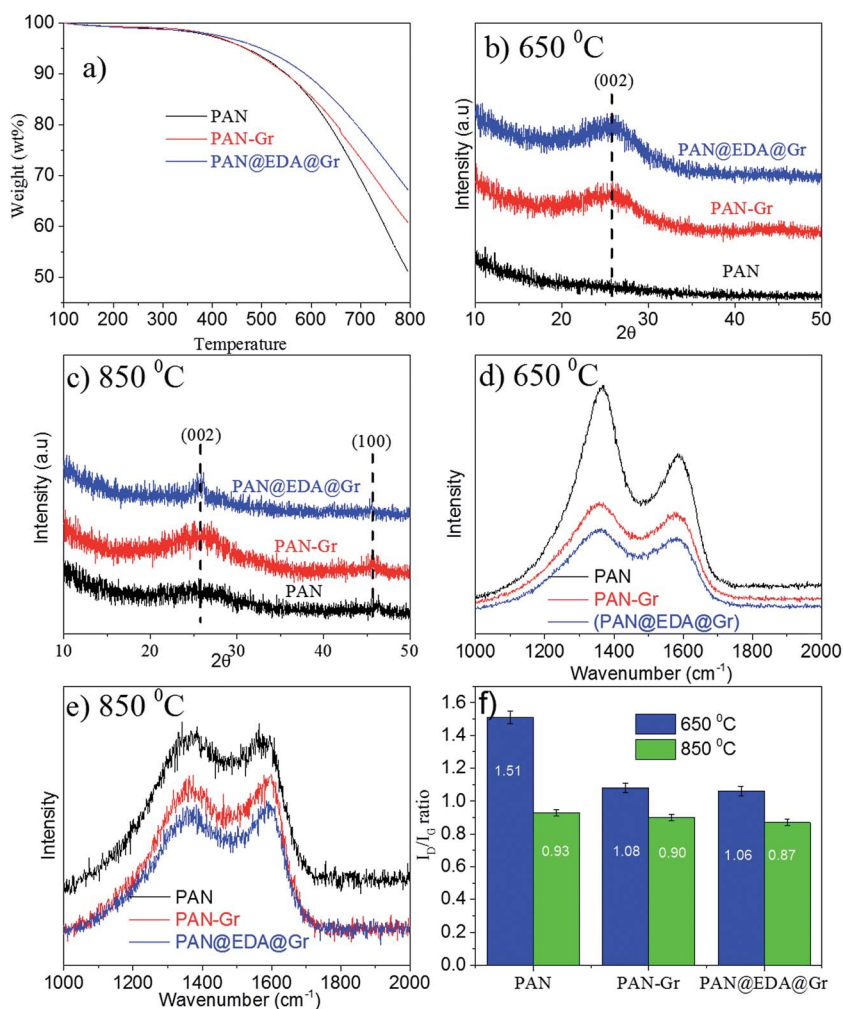 a)
PAN
PAN-Gr
PAN@EDA@Gr
Weight (wt%)
100
90
80
70
60
50
100 200 300 400 500 600 700 800
Temperature
b) 650 ⁰C
(002)
PAN@EDA@Gr
PAN-Gr
PAN
Intensity (a.u)
10 20 30 40 50
2θ
c) 850 ⁰C
(002)
(100)
PAN@EDA@Gr
PAN-Gr
PAN
Intensity (a.u)
10 20 30 40 50
2θ
d) 650 ⁰C
Intensity
PAN
PAN-Gr
(PAN@EDA@Gr)
1000 1200 1400 1600 1800 2000
Wavenumber (cm⁻¹)
e) 850 ⁰C
Intensity
PAN
PAN-Gr
PAN@EDA@Gr
1000 1200 1400 1600 1800 2000
Wavenumber (cm⁻¹)
f)
650 ⁰C
850 ⁰C
I_D/I_G ratio
1.6
1.4
1.2
1.0
0.8
0.6
0.4
0.2
0.0
1.51
0.93
1.08
0.90
1.06
0.87
PAN PAN-Gr PAN@EDA@Gr